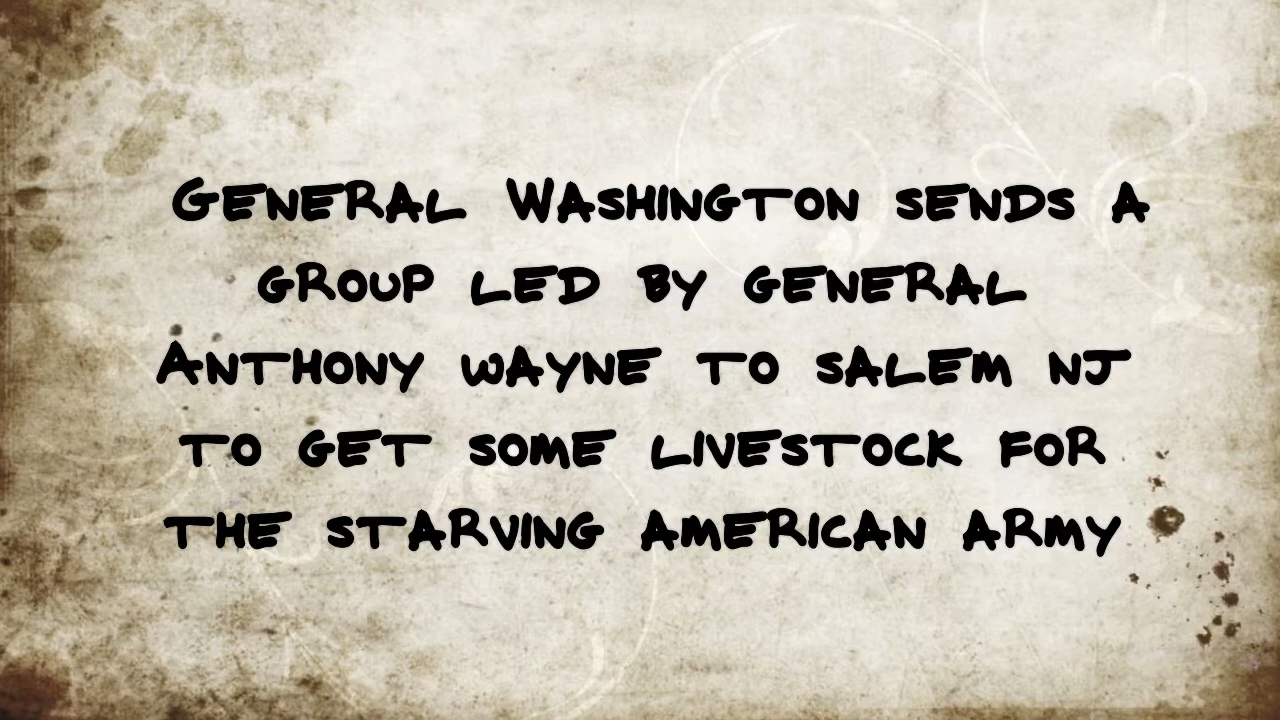 General Washington sends a
group led by General
Anthony wayne to salem nj
to get some livestock for
the starving American army